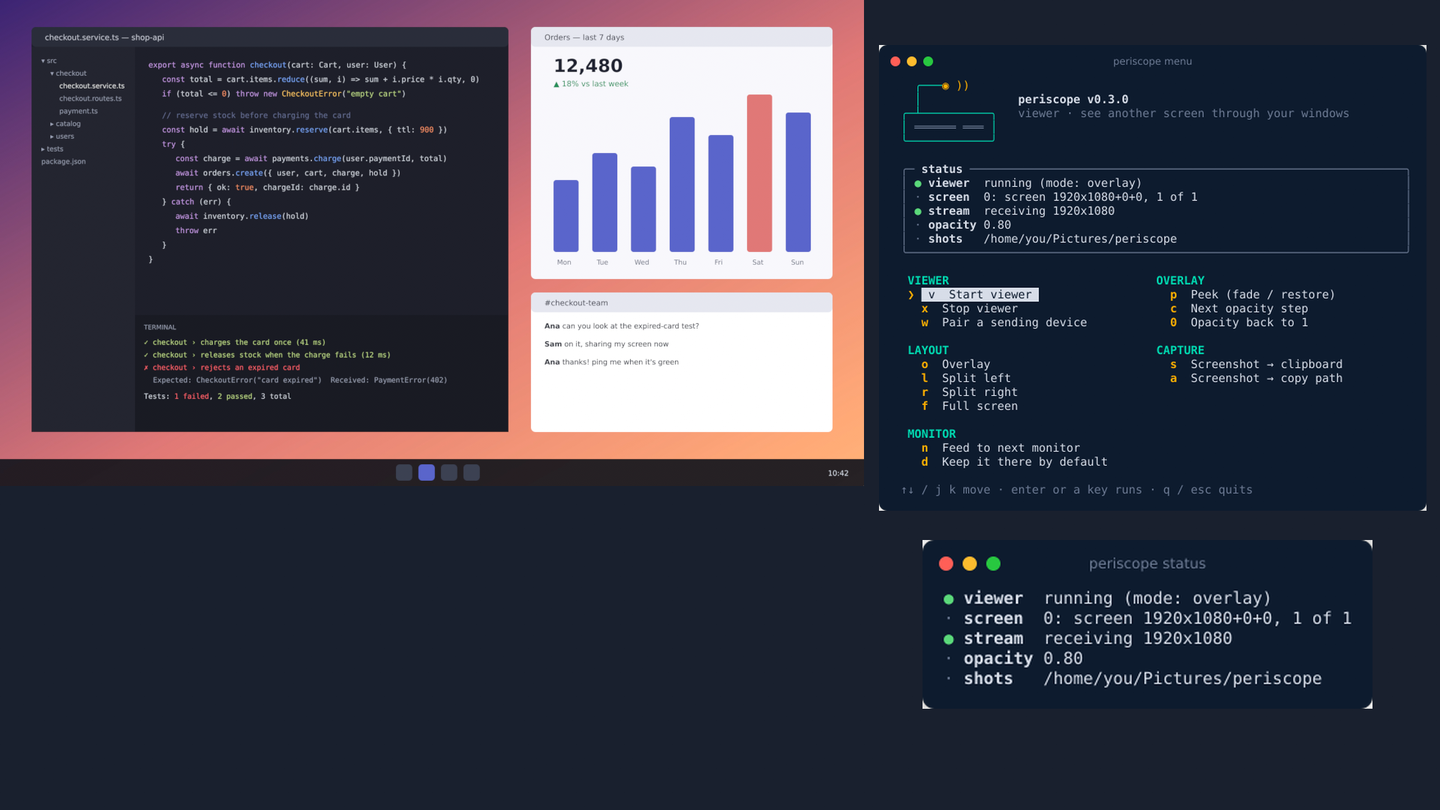 checkout.service.ts — shop-api
▾ src
▾ checkout
checkout.service.ts
checkout.routes.ts
payment.ts
▸ catalog
▸ users
▸ tests
package.json
export async function checkout(cart: Cart, user: User) {
const total = cart.items.reduce((sum, i) => sum + i.price * i.qty, 0)
if (total <= 0) throw new CheckoutError("empty cart")
// reserve stock before charging the card
const hold = await inventory.reserve(cart.items, { ttl: 900 })
try {
const charge = await payments.charge(user.paymentId, total)
await orders.create({ user, cart, charge, hold })
return { ok: true, chargeId: charge.id }
} catch (err) {
await inventory.release(hold)
throw err
}
}
TERMINAL
✓ checkout › charges the card once (41 ms)
✓ checkout › releases stock when the charge fails (12 ms)
✗ checkout › rejects an expired card
Expected: CheckoutError("card expired") Received: PaymentError(402)
Tests: 1 failed, 2 passed, 3 total
Orders — last 7 days
12,480
▲ 18% vs last week
Mon Tue Wed Thu Fri Sat Sun
#checkout-team
Ana can you look at the expired-card test?
Sam on it, sharing my screen now
Ana thanks! ping me when it's green
10:42
periscope menu
periscope v0.3.0
viewer · see another screen through your windows
status
● viewer running (mode: overlay)
· screen 0: screen 1920x1080+0+0, 1 of 1
● stream receiving 1920x1080
· opacity 0.80
· shots /home/you/Pictures/periscope
VIEWER
❯ v Start viewer
x Stop viewer
w Pair a sending device
OVERLAY
p Peek (fade / restore)
c Next opacity step
0 Opacity back to 1
LAYOUT
o Overlay
l Split left
r Split right
f Full screen
CAPTURE
s Screenshot → clipboard
a Screenshot → copy path
MONITOR
n Feed to next monitor
d Keep it there by default
↑↓ / j k move · enter or a key runs · q / esc quits
periscope status
● viewer running (mode: overlay)
· screen 0: screen 1920x1080+0+0, 1 of 1
● stream receiving 1920x1080
· opacity 0.80
· shots /home/you/Pictures/periscope